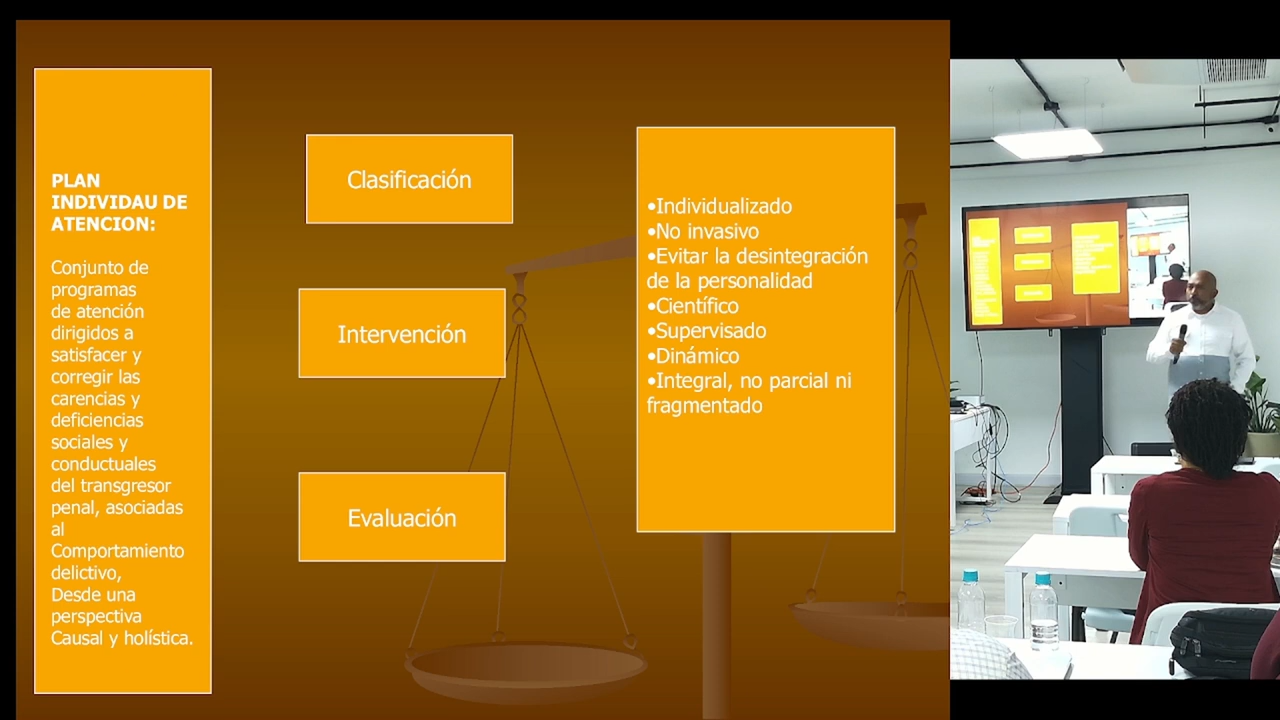 PLAN
INDIVIDAU DE
ATENCION:
Conjunto de
programas
de atención
dirigidos a
satisfacer y
corregir las
carencias y
deficiencias
sociales y
conductuales
del transgresor
penal, asociadas
al
Comportamiento
delictivo,
Desde una
perspectiva
Causal y holística.
Clasificación
Intervención
Evaluación
•Individualizado
•No invasivo
•Evitar la desintegración
de la personalidad
•Científico
•Supervisado
•Dinámico
•Integral, no parcial ni
fragmentado